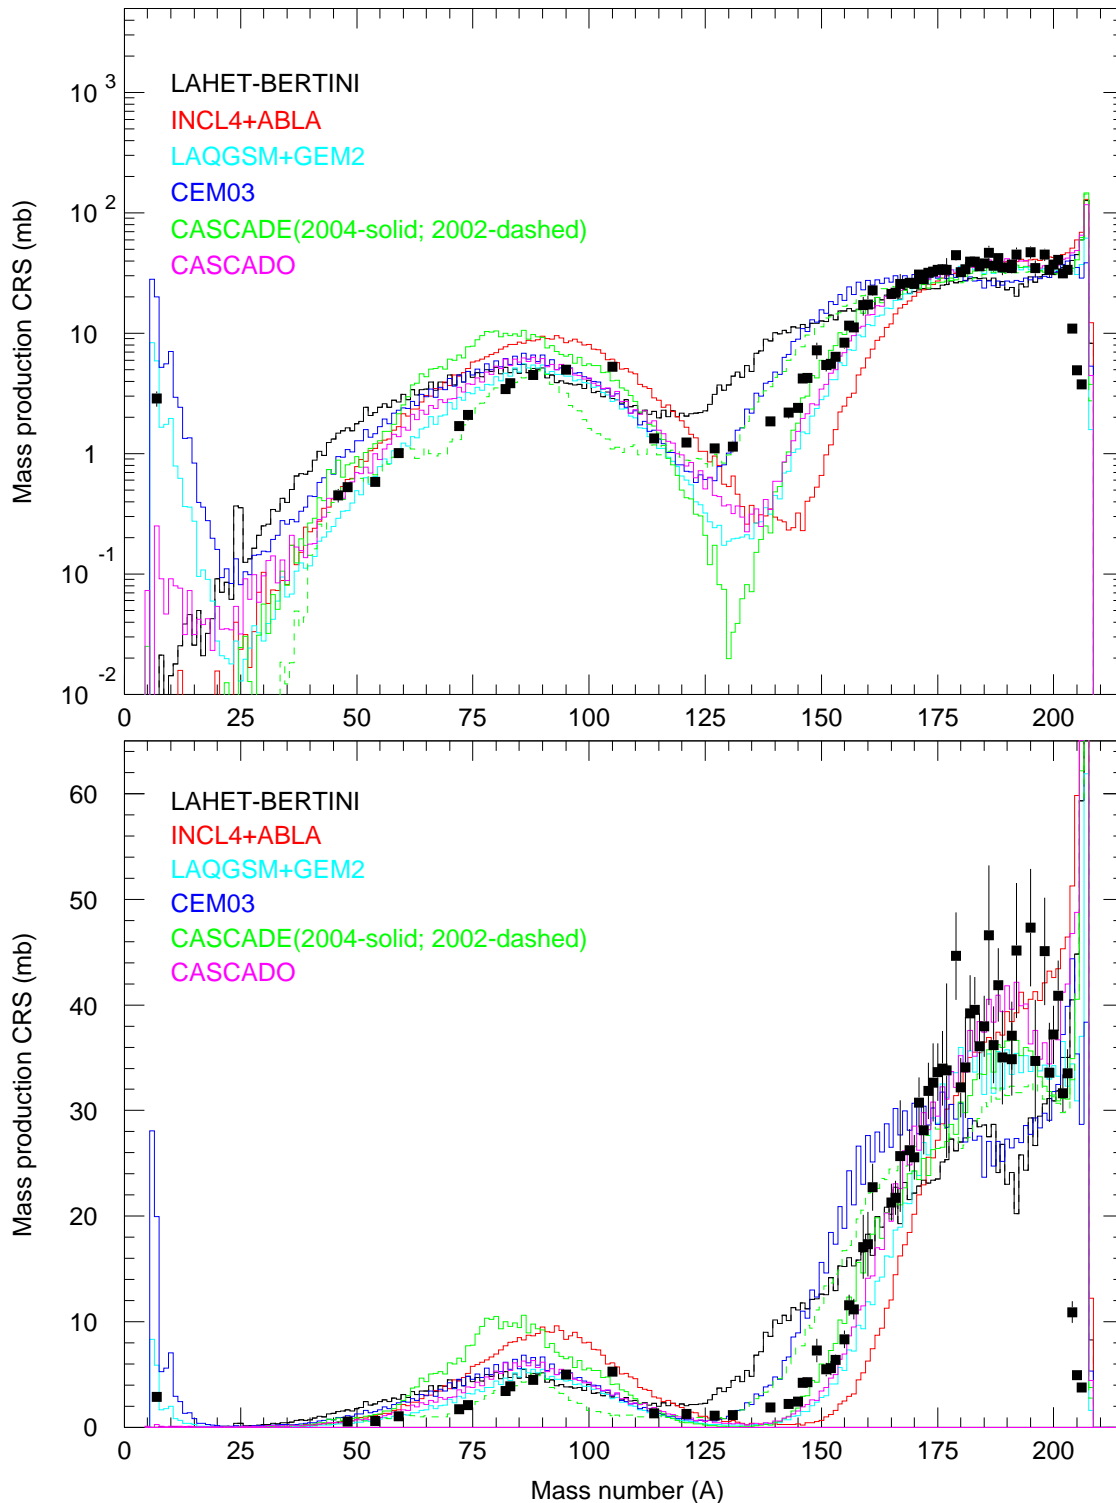 Mass production CRS (mb)
10 3
10 2
10
1
10 -1
10 -2
LAHET-BERTINI
INCL4+ABLA
LAQGSM+GEM2
CEM03
CASCADE(2004-solid; 2002-dashed)
CASCADO
0 25 50 75 100 125 150 175 200
Mass production CRS (mb)
60
50
40
30
20
10
0
LAHET-BERTINI
INCL4+ABLA
LAQGSM+GEM2
CEM03
CASCADE(2004-solid; 2002-dashed)
CASCADO
0 25 50 75 100 125 150 175 200
Mass number (A)